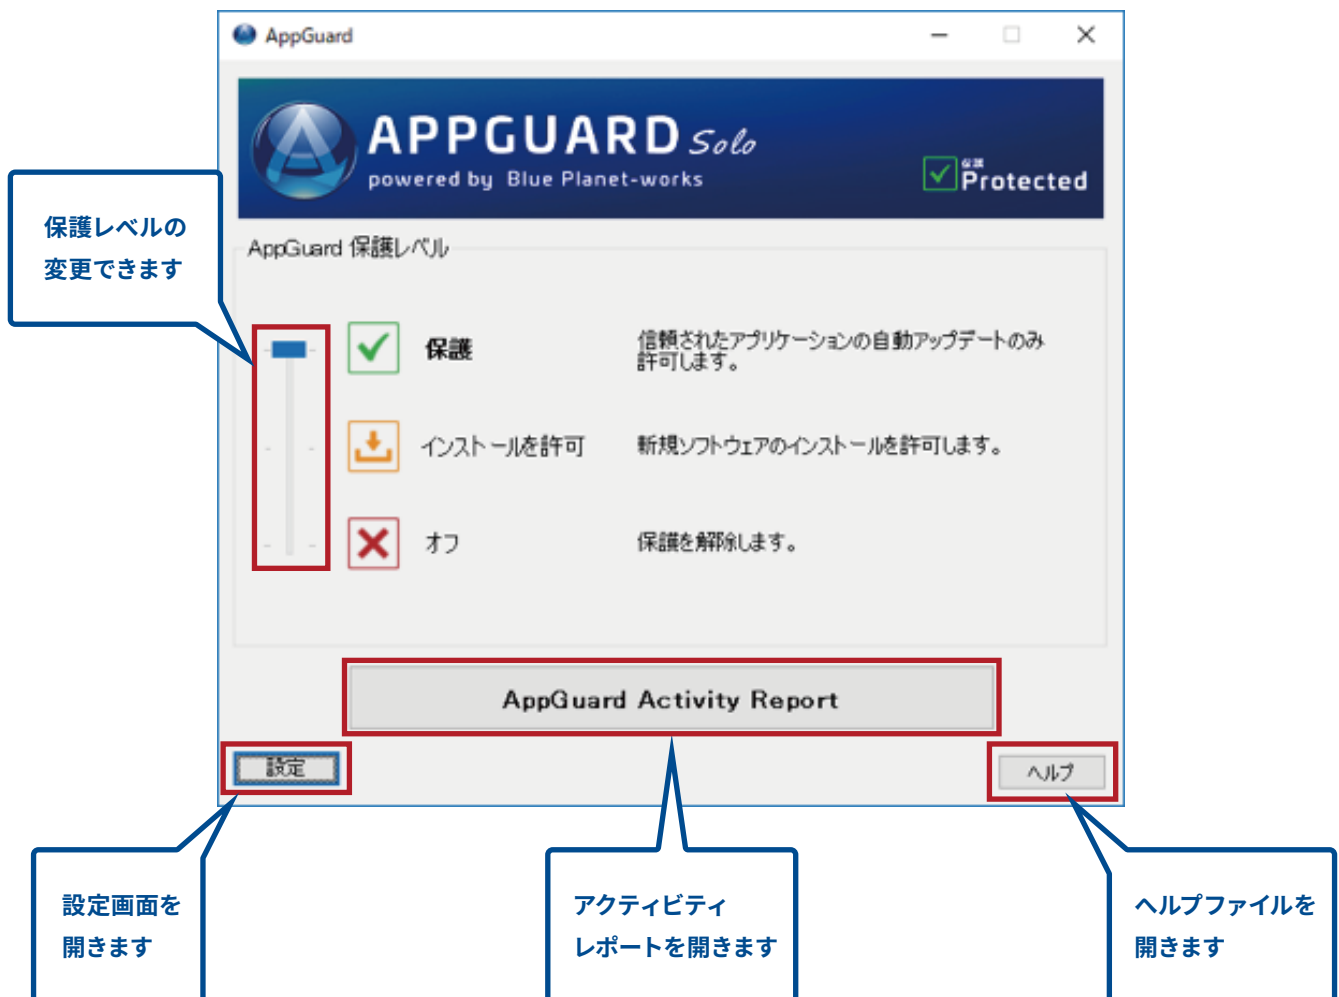 AppGuard
APPGUARD Solo
powered by Blue Planet-works
保護
Protected
保護レベルの
変更できます
AppGuard 保護レベル
保護
信頼されたアプリケーションの自動アップデートのみ
許可します。
インストールを許可
新規ソフトウェアのインストールを許可します。
オフ
保護を解除します。
AppGuard Activity Report
設定
ヘルプ
設定画面を
開きます
アクティビティ
レポートを開きます
ヘルプファイルを
開きます